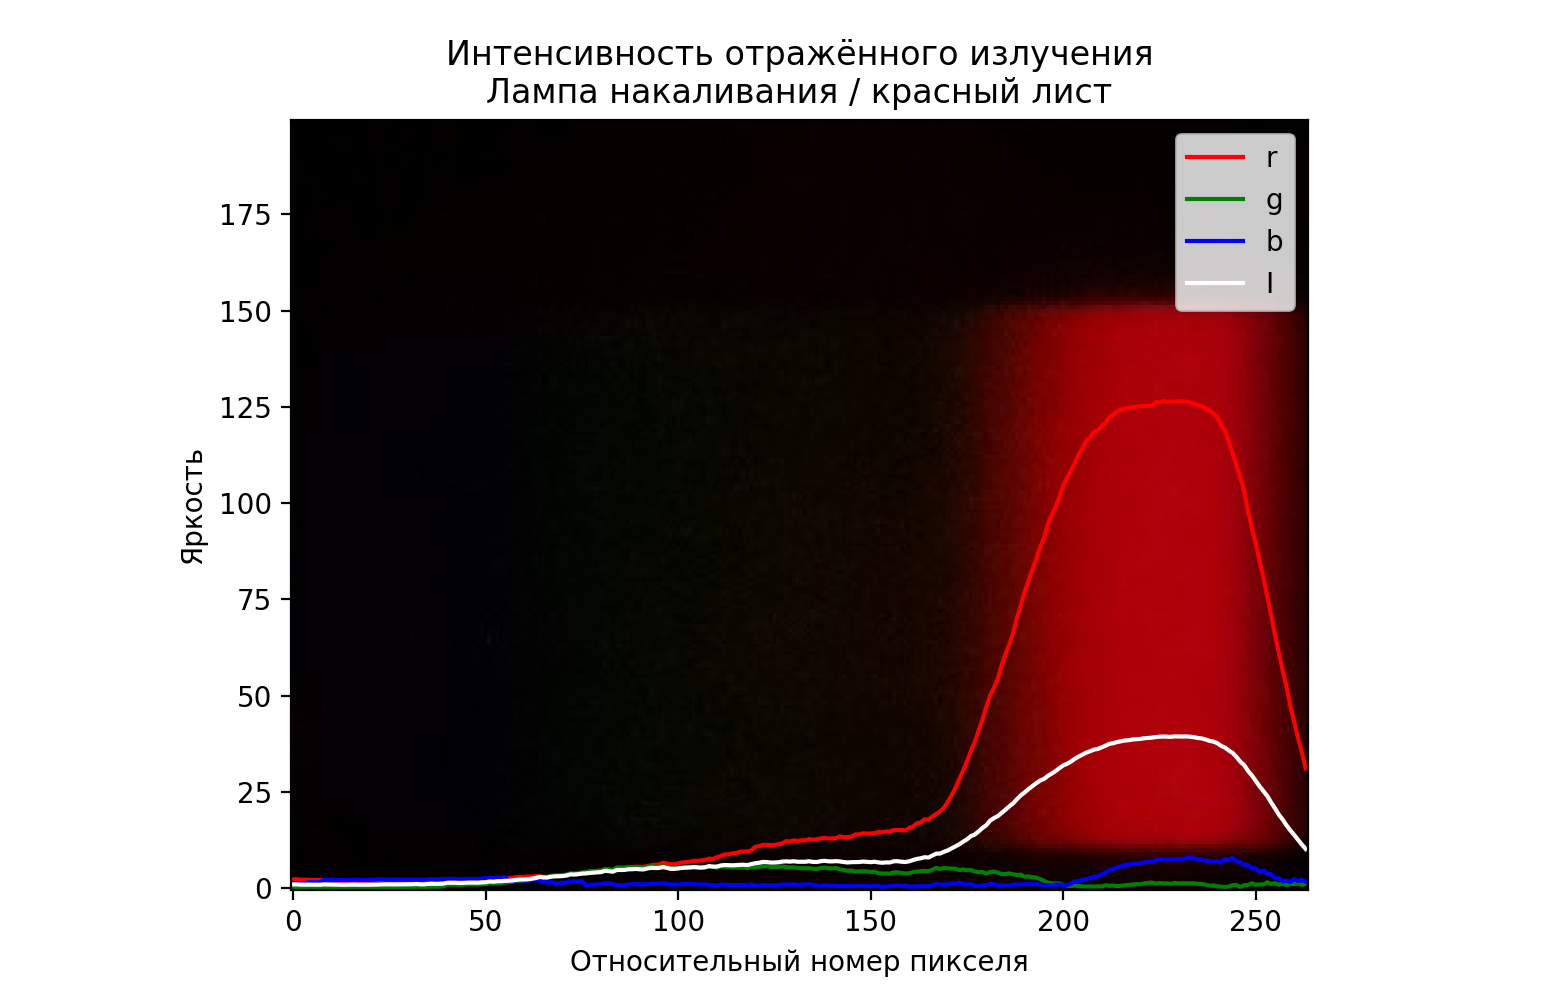 Интенсивность отражённого излучения
Лампа накаливания / красный лист
r
g
b
l
175
150
125
100
75
50
25
0
Яркость
0 50 100 150 200 250
Относительный номер пикселя